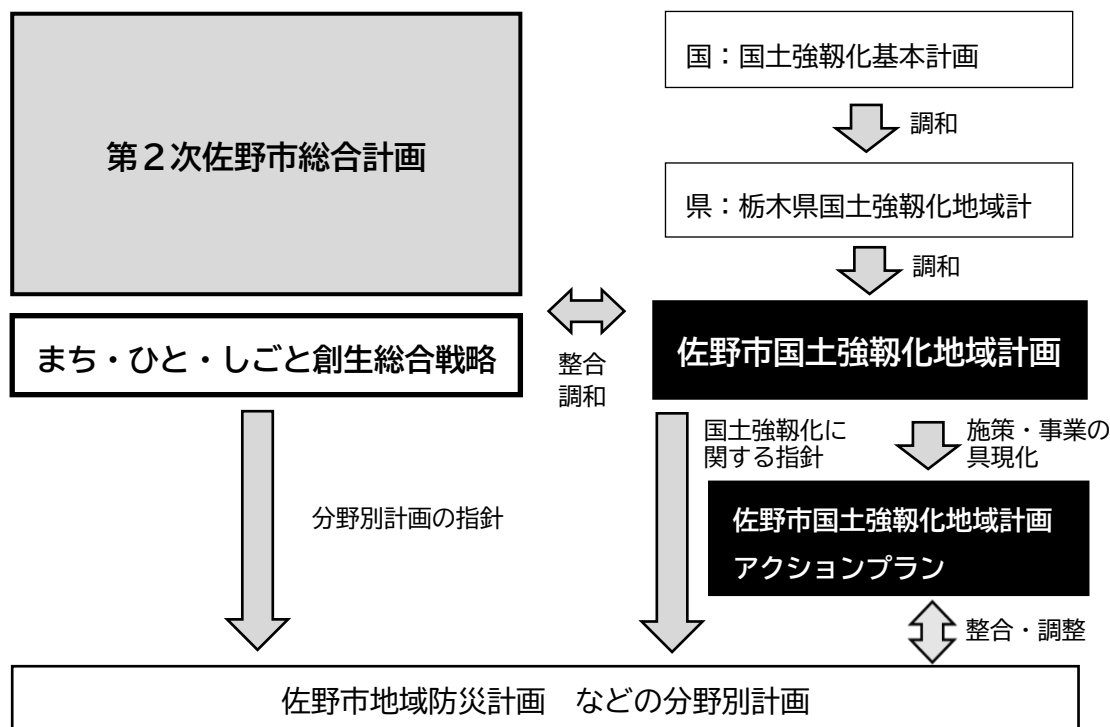 国：国土強靱化基本計画
調和
第２次佐野市総合計画
県：栃木県国土強靱化地域計
調和
まち・ひと・しごと創生総合戦略
整合
調和
佐野市国土強靱化地域計画
国土強靱化に
関する指針
施策・事業の
具現化
分野別計画の指針
佐野市国土強靱化地域計画
アクションプラン
整合・調整
佐野市地域防災計画　などの分野別計画